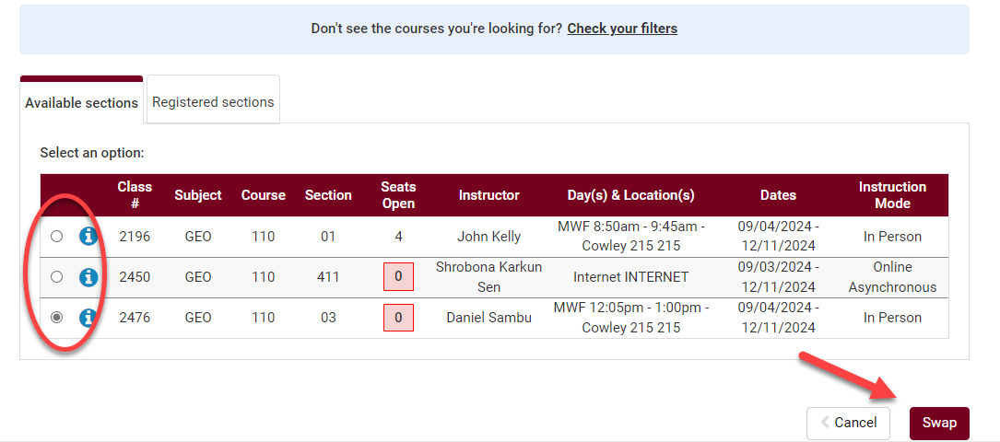 Don't see the courses you're looking for? Check your filters
Available sections Registered sections
Select an option:
Class # Subject Course Section Seats Open Instructor Day(s) & Location(s) Dates Instruction Mode
2196 GEO 110 01 4 John Kelly MWF 8:50am - 9:45am - Cowley 215 215 09/04/2024 - 12/11/2024 In Person
2450 GEO 110 411 0 Shrobona Karkun Sen Internet INTERNET 09/03/2024 - 12/11/2024 Online Asynchronous
2476 GEO 110 03 0 Daniel Sambu MWF 12:05pm - 1:00pm - Cowley 215 215 09/04/2024 - 12/11/2024 In Person
Cancel Swap